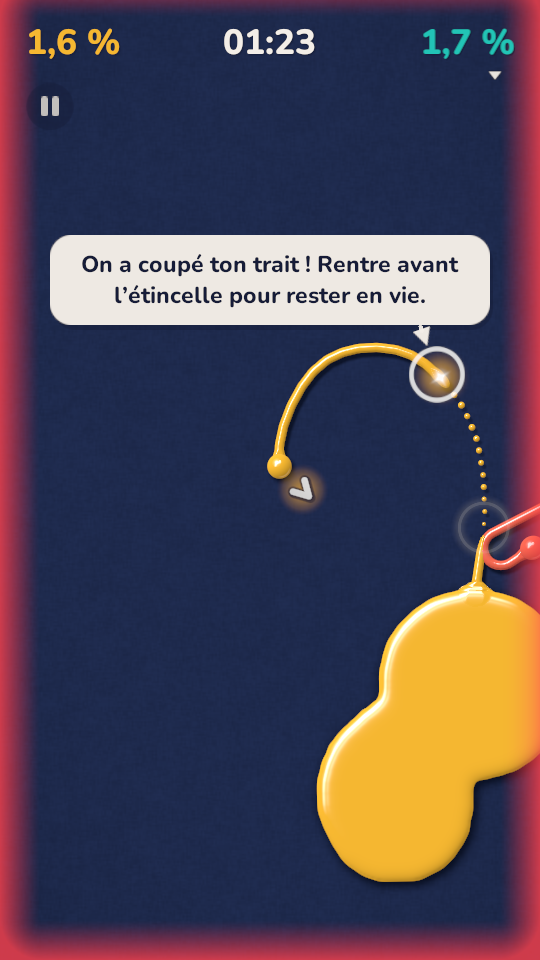 1,6 % 01:23 1,7 %
On a coupé ton trait ! Rentre avant
l’étincelle pour rester en vie.